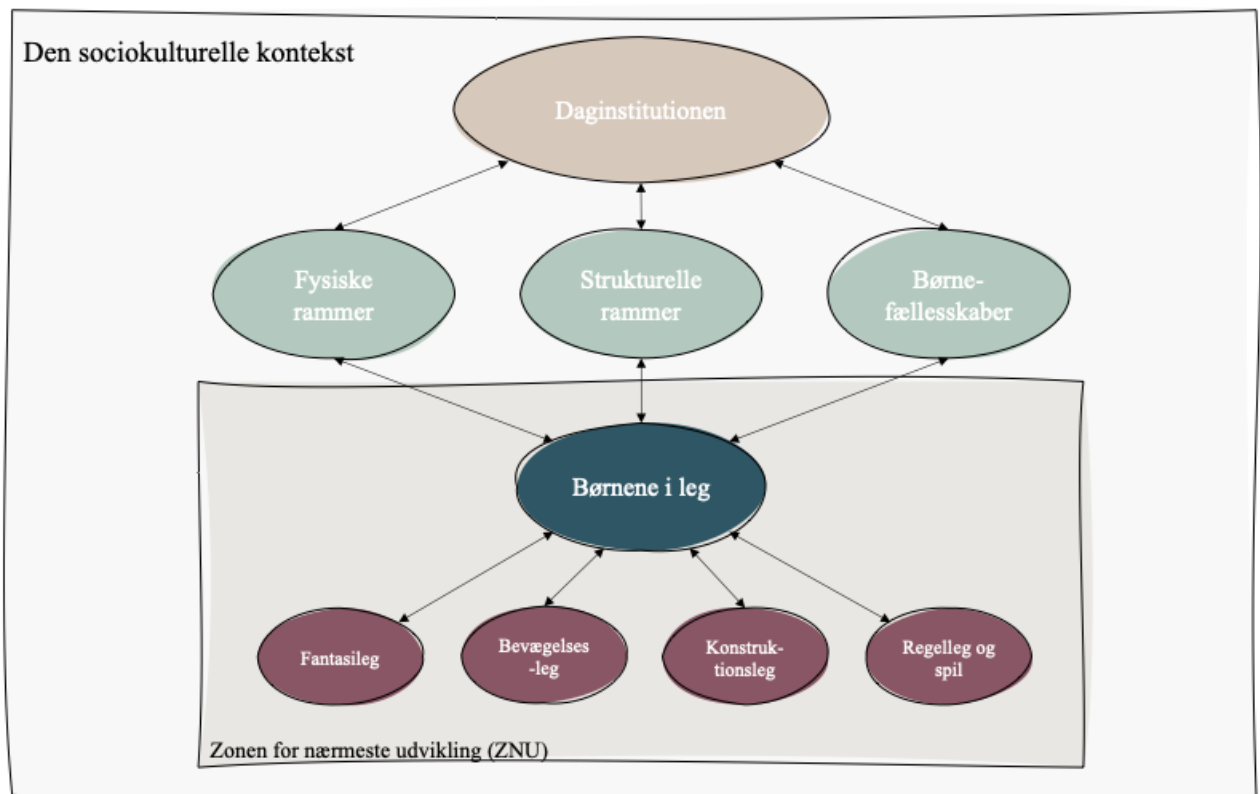 Den sociokulturelle kontekst
Daginstitutionen
Fysiske
rammer
Strukturelle
rammer
Børne-
fællesskaber
Børnene i leg
Fantasileg
Bevægelses
-leg
Konstruk-
tionsleg
Regelleg og
spil
Zonen for nærmeste udvikling (ZNU)